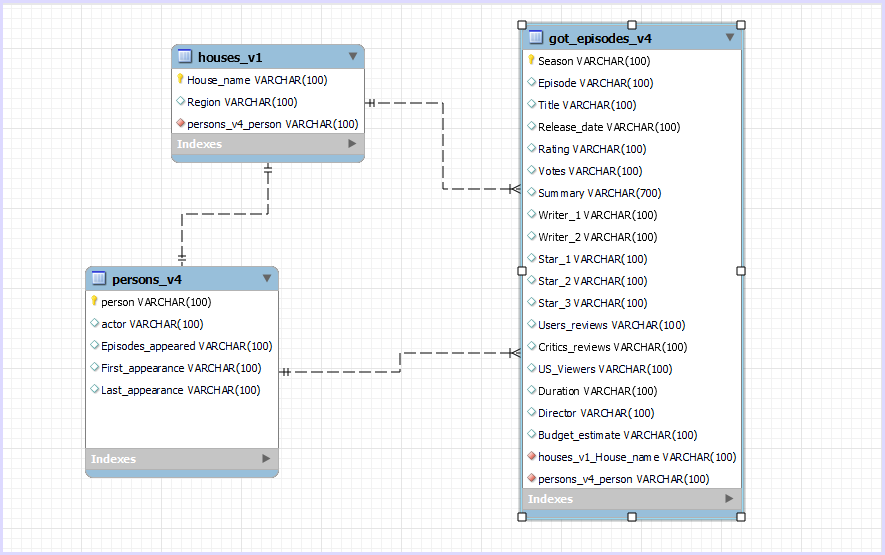 houses_v1
House_name VARCHAR(100)
Region VARCHAR(100)
persons_v4_person VARCHAR(100)
Indexes
persons_v4
person VARCHAR(100)
actor VARCHAR(100)
Episodes_appeared VARCHAR(100)
First_appearance VARCHAR(100)
Last_appearance VARCHAR(100)
Indexes
got_episodes_v4
Season VARCHAR(100)
Episode VARCHAR(100)
Title VARCHAR(100)
Release_date VARCHAR(100)
Rating VARCHAR(100)
Votes VARCHAR(100)
Summary VARCHAR(700)
Writer_1 VARCHAR(100)
Writer_2 VARCHAR(100)
Star_1 VARCHAR(100)
Star_2 VARCHAR(100)
Star_3 VARCHAR(100)
Users_reviews VARCHAR(100)
Critics_reviews VARCHAR(100)
US_Viewers VARCHAR(100)
Duration VARCHAR(100)
Director VARCHAR(100)
Budget_estimate VARCHAR(100)
houses_v1_House_name VARCHAR(100)
persons_v4_person VARCHAR(100)
Indexes